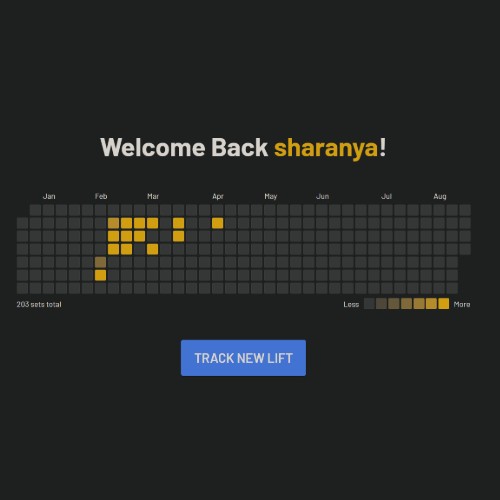 Welcome Back sharanya!
Jan Feb Mar Apr May Jun Jul Aug
203 sets total
Less More
TRACK NEW LIFT